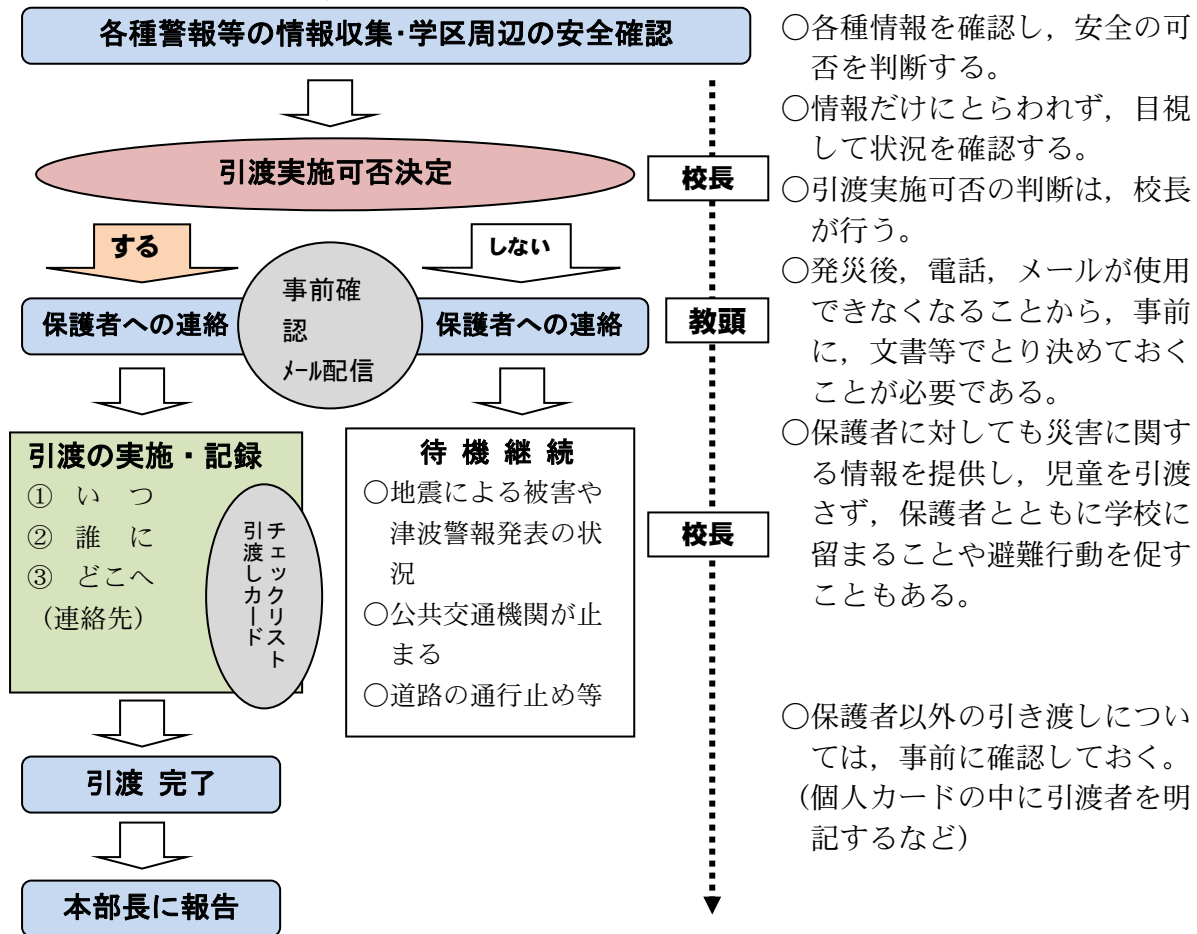 各種警報等の情報収集･学区周辺の安全確認
引渡実施可否決定
校長
する
しない
事前確
認
ﾒｰﾙ配信
保護者への連絡
保護者への連絡
教頭
引渡の実施・記録
① い つ
② 誰 に
③ どこへ
(連絡先)
チェックリスト
引渡しカード
待 機 継 続
○地震による被害や
津波警報発表の状
況
○公共交通機関が止
まる
○道路の通行止め等
校長
引渡 完了
本部長に報告
○各種情報を確認し，安全の可
否を判断する。
○情報だけにとらわれず，目視
して状況を確認する。
○引渡実施可否の判断は，校長
が行う。
○発災後，電話，メールが使用
できなくなることから，事前
に，文書等でとり決めておく
ことが必要である。
○保護者に対しても災害に関す
る情報を提供し，児童を引渡
さず，保護者とともに学校に
留まることや避難行動を促す
こともある。
○保護者以外の引き渡しについ
ては，事前に確認しておく。
（個人カードの中に引渡者を明
記するなど）